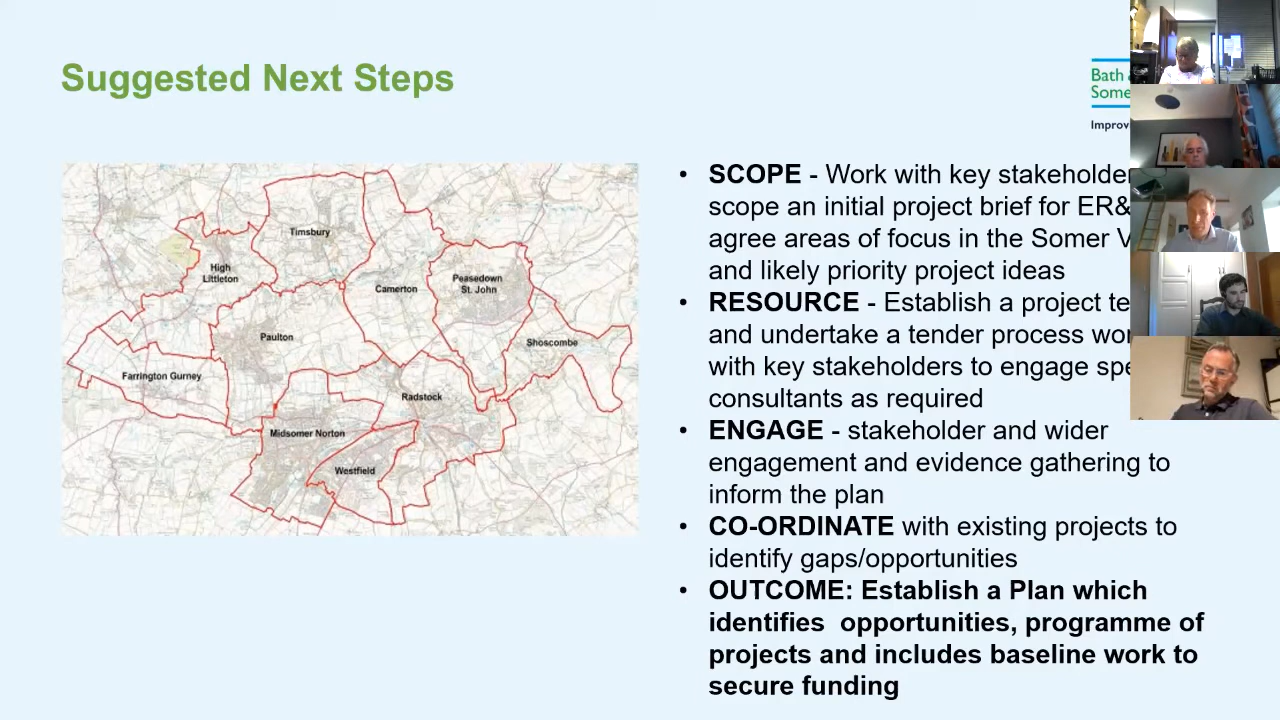 Suggested Next Steps
Bath
Some
Improv
Timsbury
High
Littleton
Camerton
Peasedown
St. John
Paulton
Shoscombe
Farrington Gurney
Radstock
Midsomer Norton
Westfield
• SCOPE - Work with key stakeholde
scope an initial project brief for ER&
agree areas of focus in the Somer V
and likely priority project ideas
• RESOURCE - Establish a project te
and undertake a tender process wo
with key stakeholders to engage spe
consultants as required
• ENGAGE - stakeholder and wider
engagement and evidence gathering to
inform the plan
• CO-ORDINATE with existing projects to
identify gaps/opportunities
• OUTCOME: Establish a Plan which
identifies opportunities, programme of
projects and includes baseline work to
secure funding